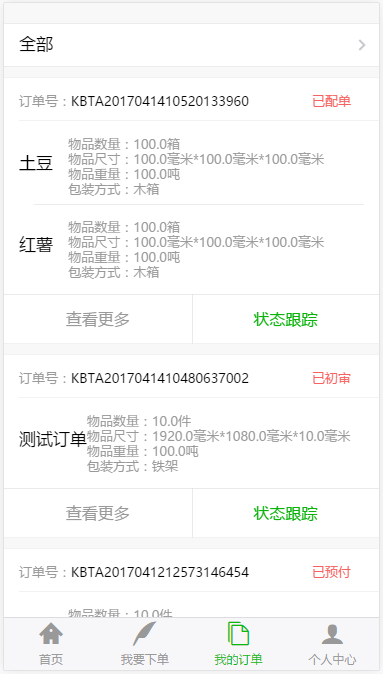 全部
订单号：KBTA2017041410520133960 已配单
土豆
物品数量：100.0箱
物品尺寸：100.0毫米*100.0毫米*100.0毫米
物品重量：100.0吨
包装方式：木箱
红薯
物品数量：100.0箱
物品尺寸：100.0毫米*100.0毫米*100.0毫米
物品重量：100.0吨
包装方式：木箱
查看更多 状态跟踪
订单号：KBTA2017041410480637002 已初审
测试订单
物品数量：10.0件
物品尺寸：1920.0毫米*1080.0毫米*10.0毫米
物品重量：100.0吨
包装方式：铁架
查看更多 状态跟踪
订单号：KBTA2017041212573146454 已预付
物品数量：10.0件
首页 我要下单 我的订单 个人中心